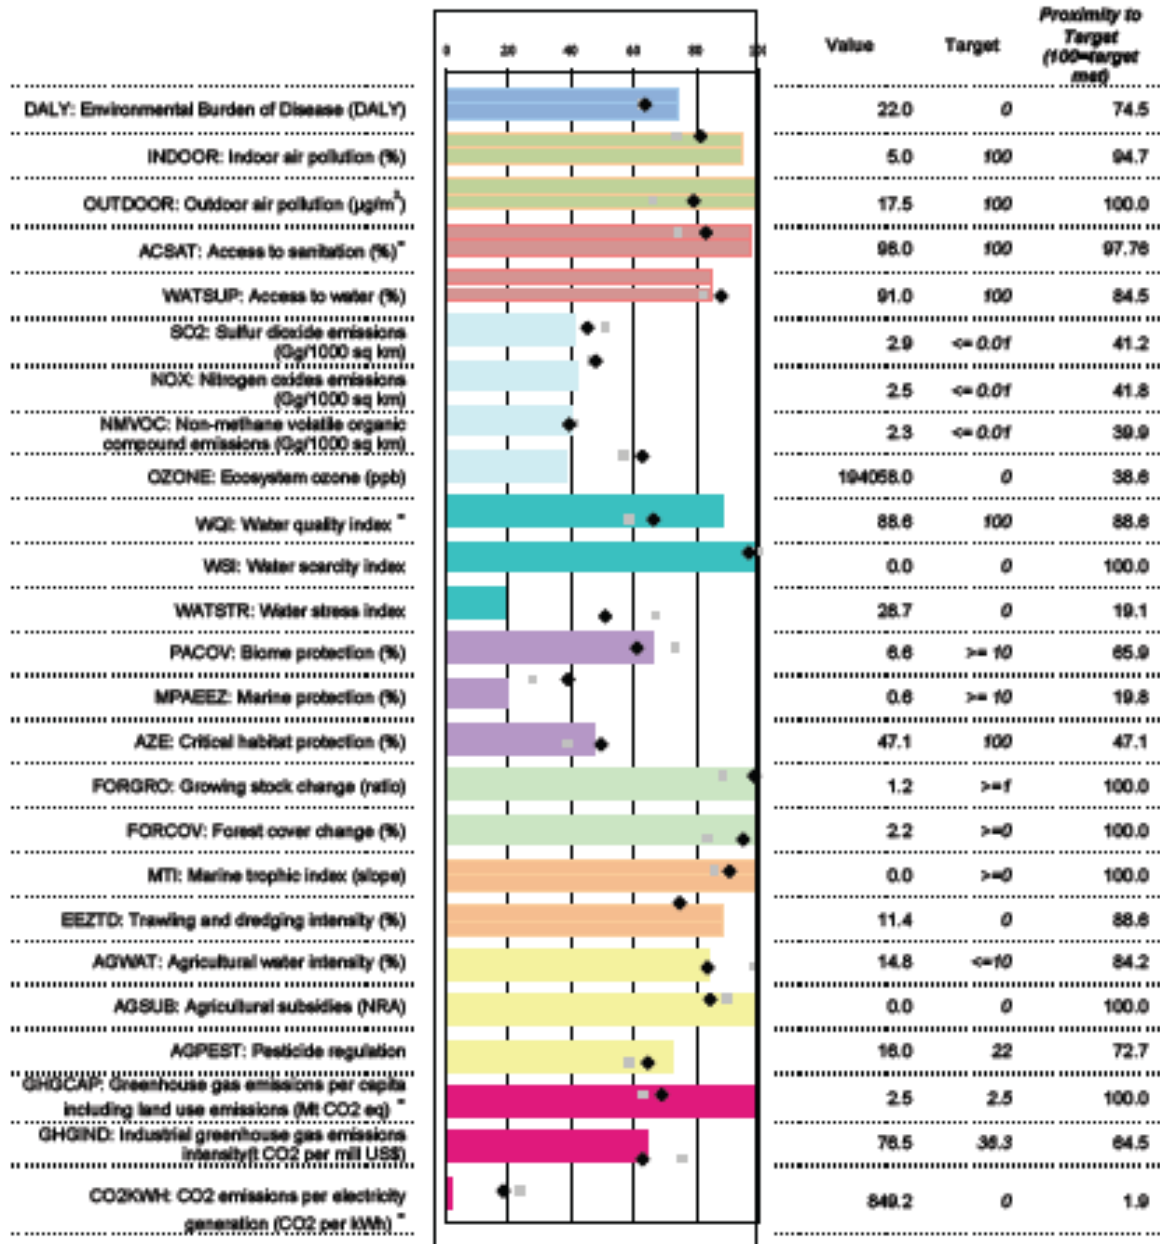 Proximity to
Target
(100=target
met)
Value Target
0 20 40 60 80 100
DALY: Environmental Burden of Disease (DALY) 22.0 0 74.5
INDOOR: Indoor air pollution (%) 5.0 100 94.7
OUTDOOR: Outdoor air pollution (µg/m³) 17.5 100 100.0
ACSAT: Access to sanitation (%) 98.0 100 97.76
WATSUP: Access to water (%) 91.0 100 84.5
SO2: Sulfur dioxide emissions
(Gg/1000 sq km) 2.9 <= 0.01 41.2
NOX: Nitrogen oxides emissions
(Gg/1000 sq km) 2.5 <= 0.01 41.8
NMVOC: Non-methane volatile organic
compound emissions (Gg/1000 sq km) 2.3 <= 0.01 39.9
OZONE: Ecosystem ozone (ppb) 194058.0 0 38.6
WQI: Water quality index 88.6 100 88.6
WSI: Water scarcity index 0.0 0 100.0
WATSTR: Water stress index 28.7 0 19.1
PACOV: Biome protection (%) 6.6 >= 10 65.9
MPAEEZ: Marine protection (%) 0.6 >= 10 19.8
AZE: Critical habitat protection (%) 47.1 100 47.1
FORGRO: Growing stock change (ratio) 1.2 >=1 100.0
FORCOV: Forest cover change (%) 2.2 >=0 100.0
MTI: Marine trophic index (slope) 0.0 >=0 100.0
EEZTD: Trawling and dredging intensity (%) 11.4 0 88.6
AGWAT: Agricultural water intensity (%) 14.8 <=10 84.2
AGSUB: Agricultural subsidies (NRA) 0.0 0 100.0
AGPEST: Pesticide regulation 16.0 22 72.7
GHGCAP: Greenhouse gas emissions per capita
including land use emissions (Mt CO2 eq) 2.5 2.5 100.0
GHGIND: Industrial greenhouse gas emissions
intensity(t CO2 per mill US$) 76.5 36.3 64.5
CO2KWH: CO2 emissions per electricity
generation (CO2 per kWh) 849.2 0 1.9